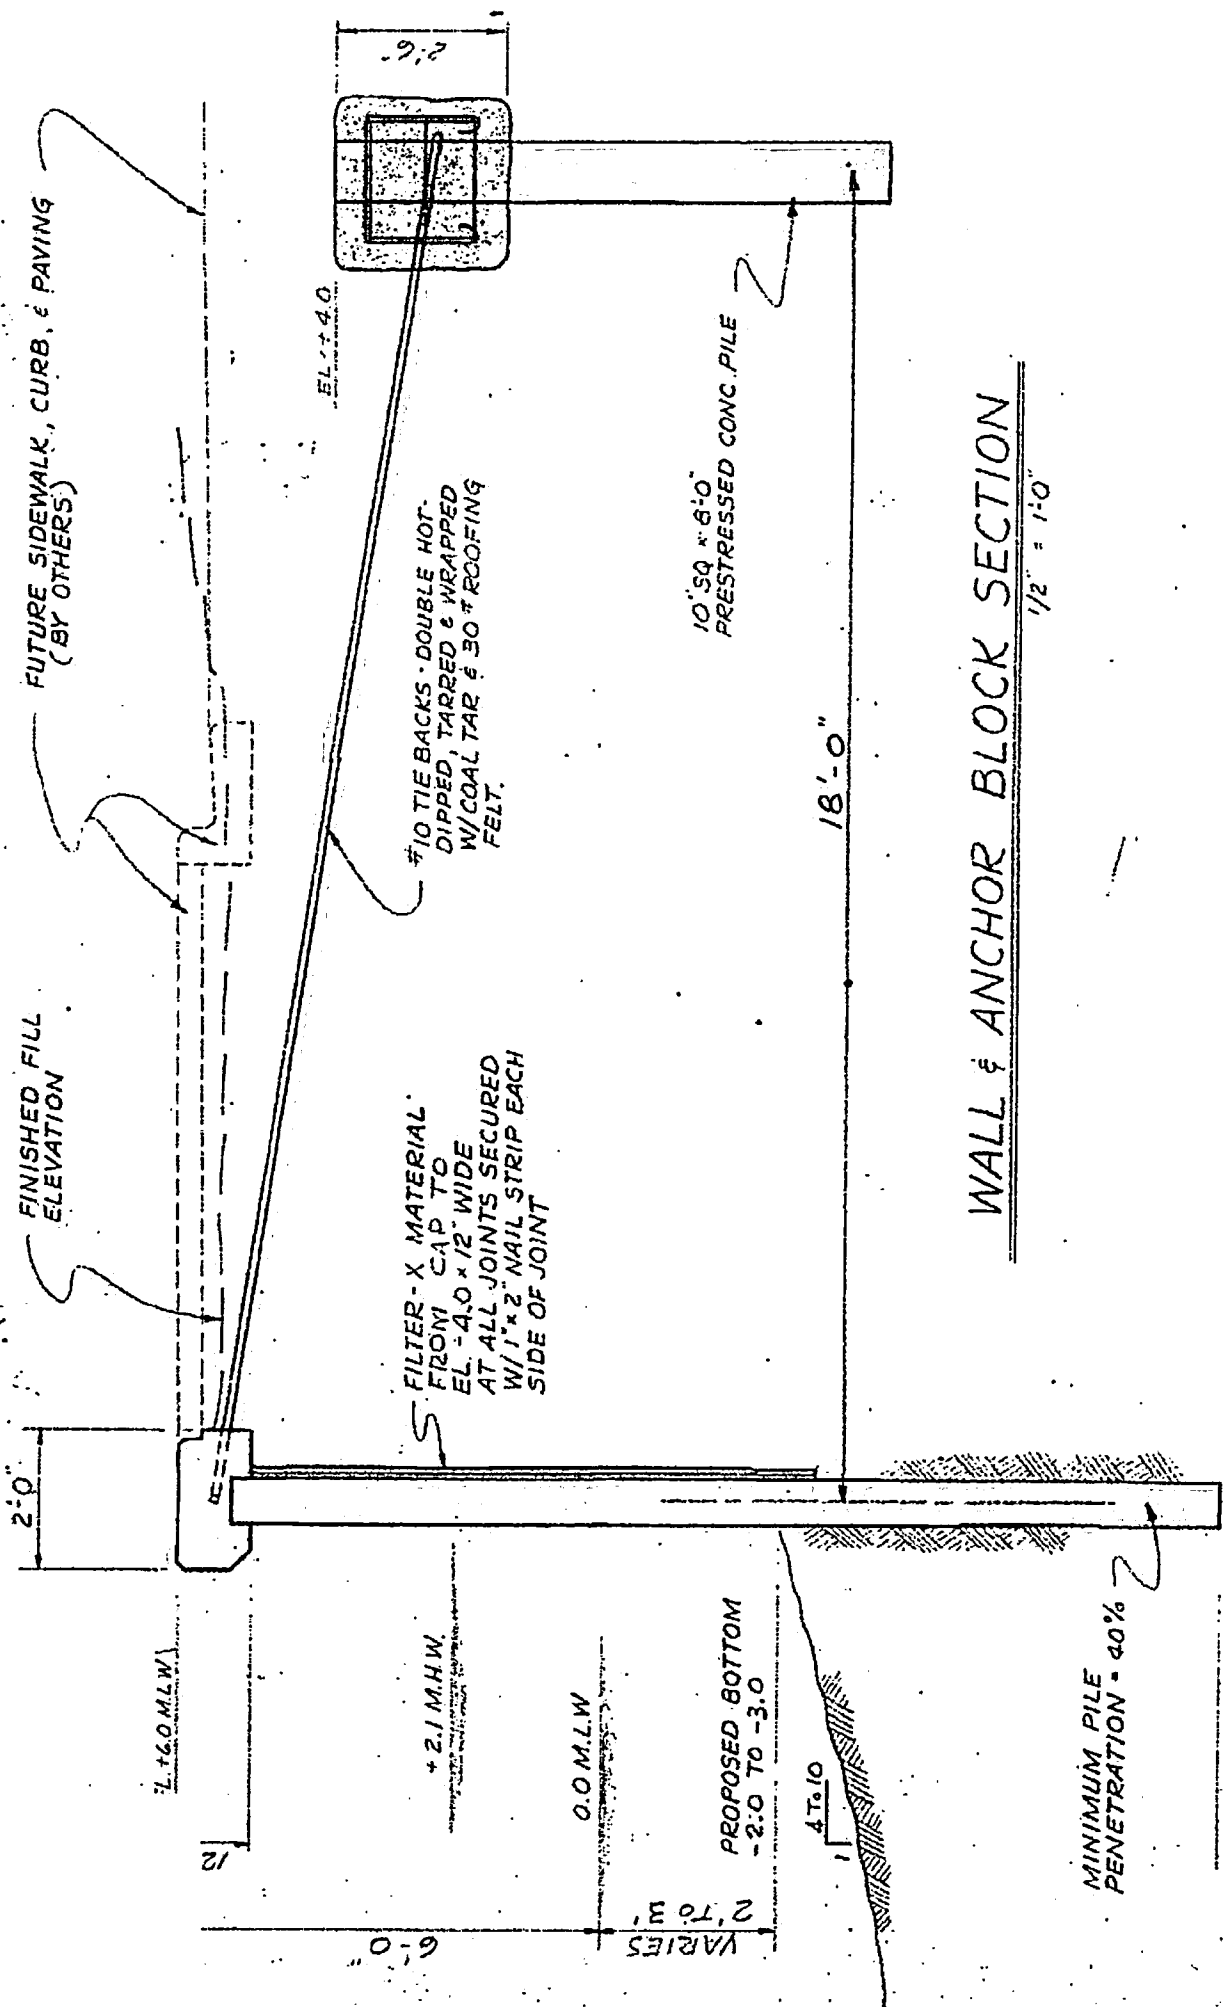 FUTURE SIDEWALK, CURB, & PAVING
(BY OTHERS)
FINISHED FILL
ELEVATION
2'-0"
2'-6"
EL. +4.0
#10 TIE BACKS · DOUBLE HOT-
DIPPED, TARRED & WRAPPED
W/ COAL TAR & 30# ROOFING
FELT.
FILTER-X MATERIAL
FROM CAP TO
EL. -4.0 x 12" WIDE
AT ALL JOINTS SECURED
W/ 1" x 2" NAIL STRIP EACH
SIDE OF JOINT
10" SQ x 8'-0"
PRESTRESSED CONC. PILE
18'-0"
EL. +6.0 M.L.W.
12
+2.1 M.H.W.
0.0 M.L.W
6'-0"
PROPOSED BOTTOM
-2.0 TO -3.0
VARIES
2' TO 3'
4 To 10
1
MINIMUM PILE
PENETRATION = 40%
WALL & ANCHOR BLOCK SECTION
1/2" = 1'-0"